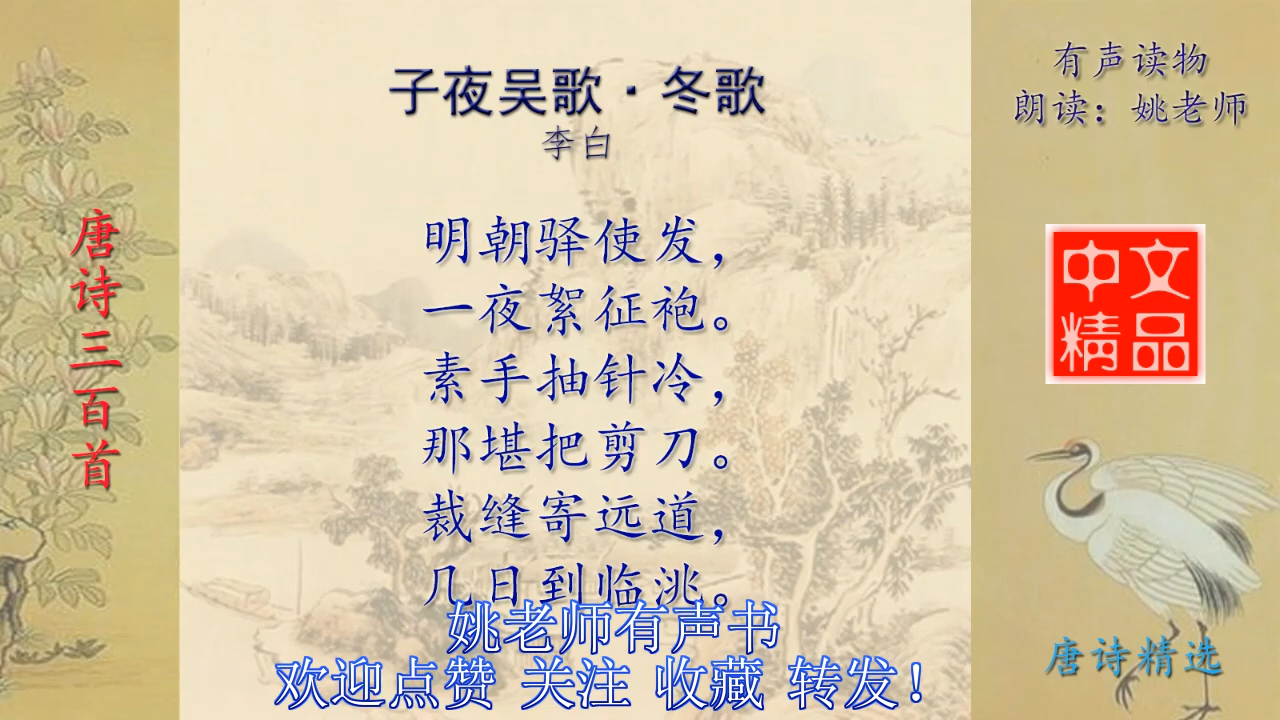 子夜吴歌·冬歌
李白
明朝驿使发，
一夜絮征袍。
素手抽针冷，
那堪把剪刀。
裁缝寄远道，
几日到临洮。
姚老师有声书
欢迎点赞 关注 收藏 转发！
唐诗三百首
有声读物
朗读：姚老师
中文
精品
唐诗精选